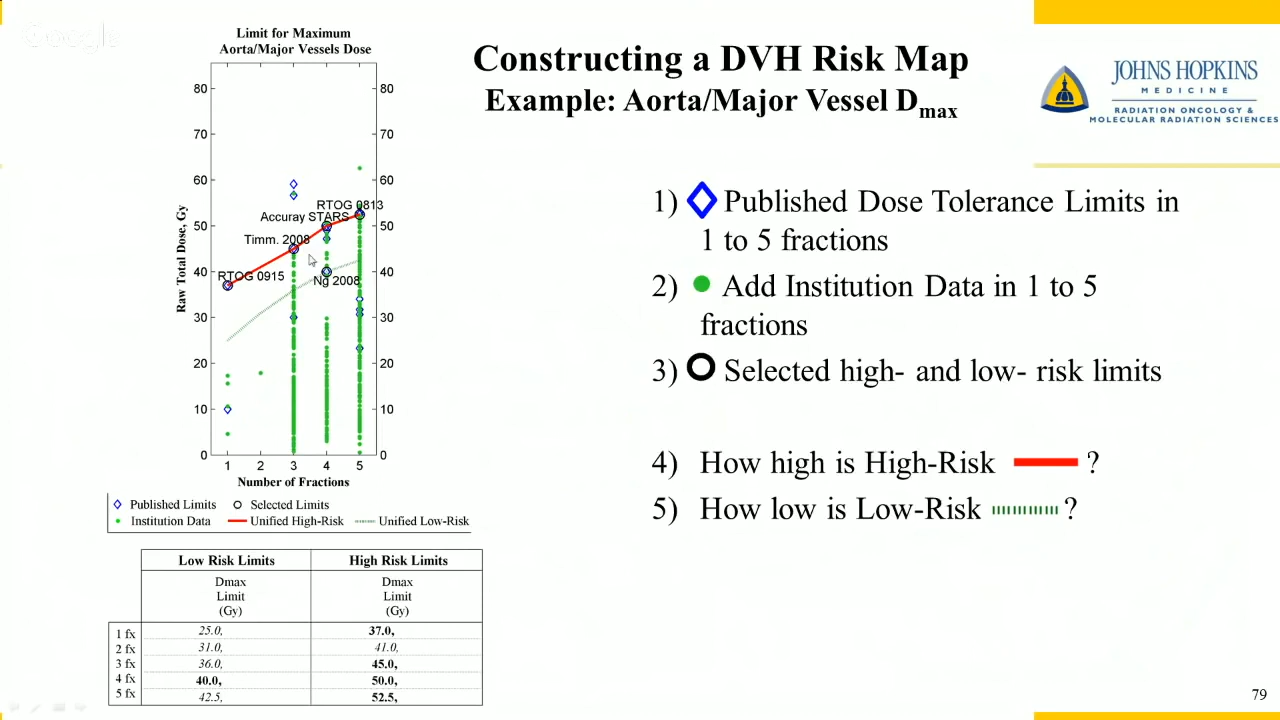 Google
Limit for Maximum
Aorta/Major Vessels Dose
Constructing a DVH Risk Map
Example: Aorta/Major Vessel Dmax
JOHNS HOPKINS
MEDICINE
RADIATION ONCOLOGY &
MOLECULAR RADIATION SCIENCES
80 80
70 70
60 60
50 50
40 40
30 30
20 20
10 10
0 0
Raw Total Dose, Gy
RTOG 0813
Accuray STARS
Timm. 2008
RTOG 0915
Ng 2008
1 2 3 4 5
Number of Fractions
Published Limits Selected Limits
Institution Data Unified High-Risk Unified Low-Risk
1) Published Dose Tolerance Limits in
1 to 5 fractions
2) Add Institution Data in 1 to 5
fractions
3) Selected high- and low- risk limits
4) How high is High-Risk ?
5) How low is Low-Risk ?
Low Risk Limits High Risk Limits
Dmax Dmax
Limit Limit
(Gy) (Gy)
1 fx 25.0, 37.0,
2 fx 31.0, 41.0,
3 fx 36.0, 45.0,
4 fx 40.0, 50.0,
5 fx 42.5, 52.5,
79